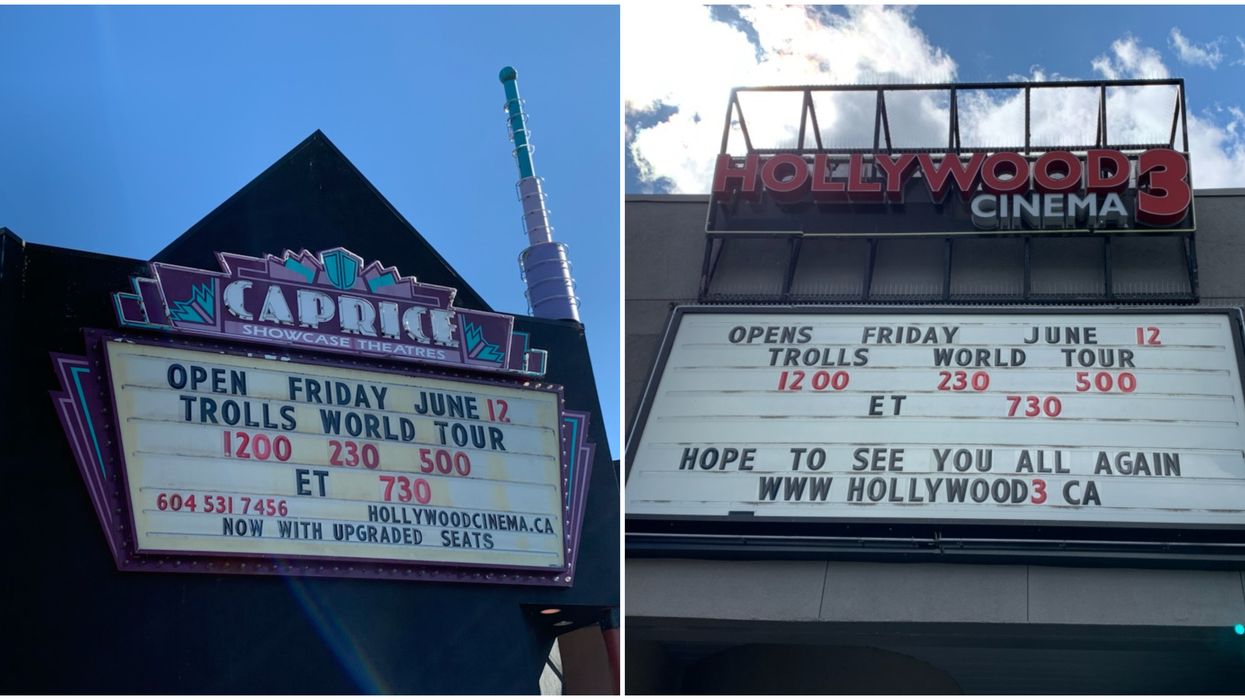 CAPRICE
SHOWCASE THEATRES
OPEN FRIDAY JUNE 12
TROLLS WORLD TOUR
1200 230 500
ET 730
604 531 7456 HOLLYWOODCINEMA.CA
NOW WITH UPGRADED SEATS
HOLLYWOOD 3
CINEMA
OPENS FRIDAY JUNE 12
TROLLS WORLD TOUR
1200 230 500
ET 730
HOPE TO SEE YOU ALL AGAIN
WWW HOLLYWOOD3 CA